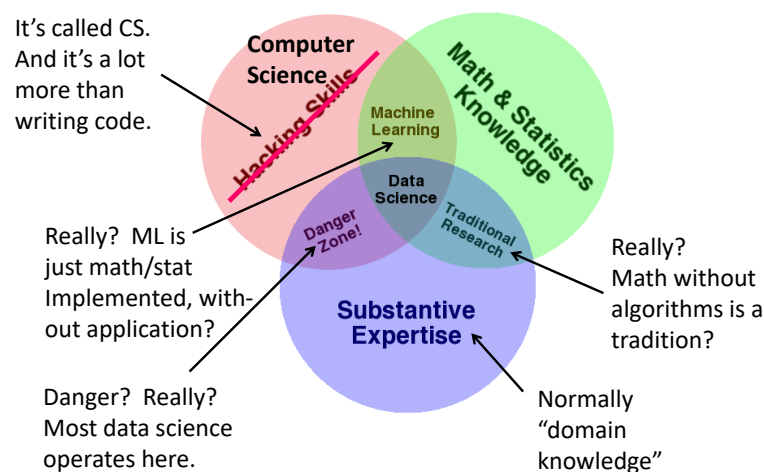 It's called CS.
And it's a lot
more than
writing code.
Computer
Science
Hacking Skills
Math & Statistics
Knowledge
Machine
Learning
Data
Science
Danger
Zone!
Traditional
Research
Substantive
Expertise
Really?  ML is
just math/stat
Implemented, with-
out application?
Really?
Math without
algorithms is a
tradition?
Danger?  Really?
Most data science
operates here.
Normally
“domain
knowledge”